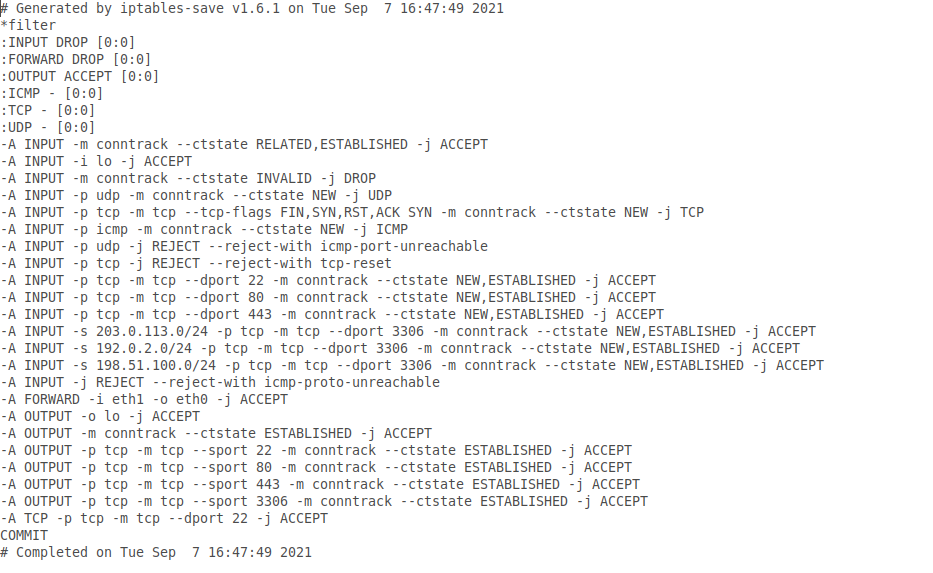 # Generated by iptables-save v1.6.1 on Tue Sep  7 16:47:49 2021
*filter
:INPUT DROP [0:0]
:FORWARD DROP [0:0]
:OUTPUT ACCEPT [0:0]
:ICMP - [0:0]
:TCP - [0:0]
:UDP - [0:0]
-A INPUT -m conntrack --ctstate RELATED,ESTABLISHED -j ACCEPT
-A INPUT -i lo -j ACCEPT
-A INPUT -m conntrack --ctstate INVALID -j DROP
-A INPUT -p udp -m conntrack --ctstate NEW -j UDP
-A INPUT -p tcp -m tcp --tcp-flags FIN,SYN,RST,ACK SYN -m conntrack --ctstate NEW -j TCP
-A INPUT -p icmp -m conntrack --ctstate NEW -j ICMP
-A INPUT -p udp -j REJECT --reject-with icmp-port-unreachable
-A INPUT -p tcp -j REJECT --reject-with tcp-reset
-A INPUT -p tcp -m tcp --dport 22 -m conntrack --ctstate NEW,ESTABLISHED -j ACCEPT
-A INPUT -p tcp -m tcp --dport 80 -m conntrack --ctstate NEW,ESTABLISHED -j ACCEPT
-A INPUT -p tcp -m tcp --dport 443 -m conntrack --ctstate NEW,ESTABLISHED -j ACCEPT
-A INPUT -s 203.0.113.0/24 -p tcp -m tcp --dport 3306 -m conntrack --ctstate NEW,ESTABLISHED -j ACCEPT
-A INPUT -s 192.0.2.0/24 -p tcp -m tcp --dport 3306 -m conntrack --ctstate NEW,ESTABLISHED -j ACCEPT
-A INPUT -s 198.51.100.0/24 -p tcp -m tcp --dport 3306 -m conntrack --ctstate NEW,ESTABLISHED -j ACCEPT
-A INPUT -j REJECT --reject-with icmp-proto-unreachable
-A FORWARD -i eth1 -o eth0 -j ACCEPT
-A OUTPUT -o lo -j ACCEPT
-A OUTPUT -m conntrack --ctstate ESTABLISHED -j ACCEPT
-A OUTPUT -p tcp -m tcp --sport 22 -m conntrack --ctstate ESTABLISHED -j ACCEPT
-A OUTPUT -p tcp -m tcp --sport 80 -m conntrack --ctstate ESTABLISHED -j ACCEPT
-A OUTPUT -p tcp -m tcp --sport 443 -m conntrack --ctstate ESTABLISHED -j ACCEPT
-A OUTPUT -p tcp -m tcp --sport 3306 -m conntrack --ctstate ESTABLISHED -j ACCEPT
-A TCP -p tcp -m tcp --dport 22 -j ACCEPT
COMMIT
# Completed on Tue Sep  7 16:47:49 2021